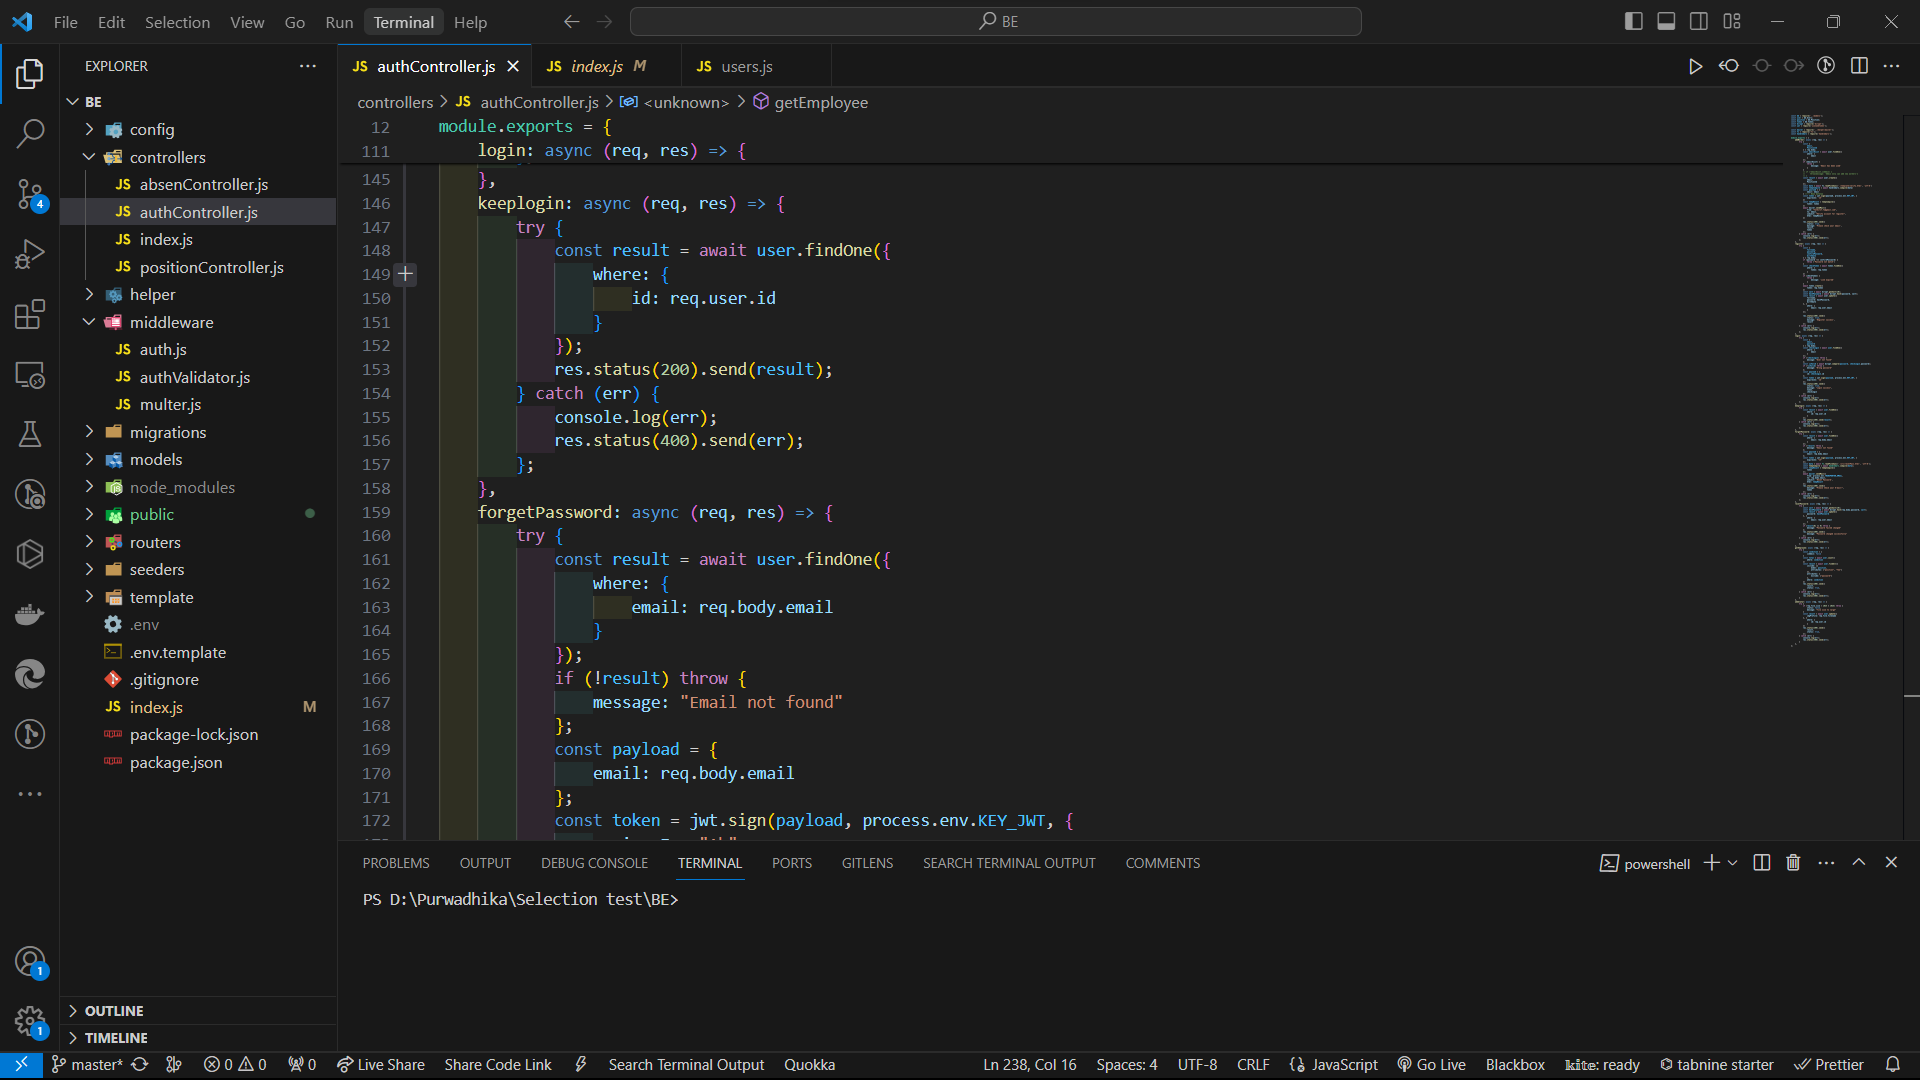 File Edit Selection View Go Run Terminal Help
BE
EXPLORER
JS authController.js
JS index.js M
JS users.js
controllers > JS authController.js > <unknown> > getEmployee
BE
config
controllers
JS absenController.js
JS authController.js
JS index.js
JS positionController.js
helper
middleware
JS auth.js
JS authValidator.js
JS multer.js
migrations
models
node_modules
public
routers
seeders
template
.env
.env.template
.gitignore
JS index.js M
package-lock.json
package.json
OUTLINE
TIMELINE
4
1
1
12 module.exports = {
111 login: async (req, res) => {
145 },
146 keeplogin: async (req, res) => {
147 try {
148 const result = await user.findOne({
149 where: {
150 id: req.user.id
151 }
152 });
153 res.status(200).send(result);
154 } catch (err) {
155 console.log(err);
156 res.status(400).send(err);
157 };
158 },
159 forgetPassword: async (req, res) => {
160 try {
161 const result = await user.findOne({
162 where: {
163 email: req.body.email
164 }
165 });
166 if (!result) throw {
167 message: "Email not found"
168 };
169 const payload = {
170 email: req.body.email
171 };
172 const token = jwt.sign(payload, process.env.KEY_JWT, {
PROBLEMS OUTPUT DEBUG CONSOLE TERMINAL PORTS GITLENS SEARCH TERMINAL OUTPUT COMMENTS
powershell
PS D:\Purwadhika\Selection test\BE>
master* 0 0 0 Live Share Share Code Link Search Terminal Output Quokka
Ln 238, Col 16 Spaces: 4 UTF-8 CRLF {} JavaScript Go Live Blackbox kite: ready tabnine starter Prettier